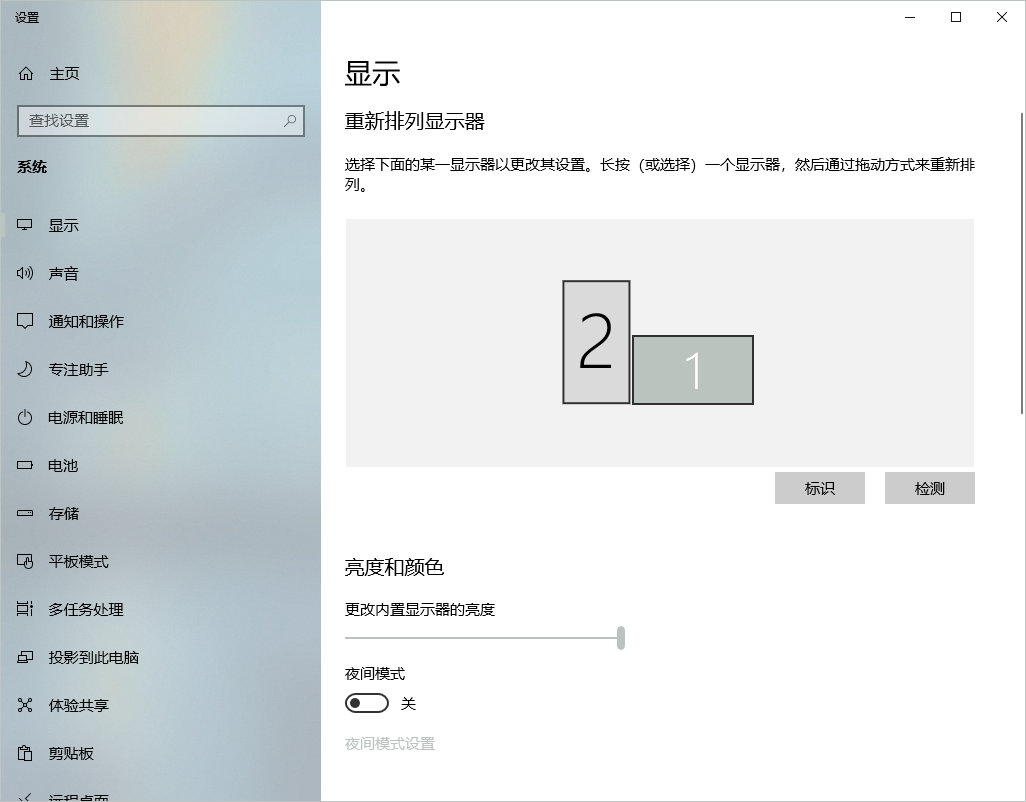 设置
主页
查找设置
系统
显示
声音
通知和操作
专注助手
电源和睡眠
电池
存储
平板模式
多任务处理
投影到此电脑
体验共享
剪贴板
远程桌面
显示
重新排列显示器
选择下面的某一显示器以更改其设置。长按（或选择）一个显示器，然后通过拖动方式来重新排
列。
2
1
标识
检测
亮度和颜色
更改内置显示器的亮度
夜间模式
关
夜间模式设置